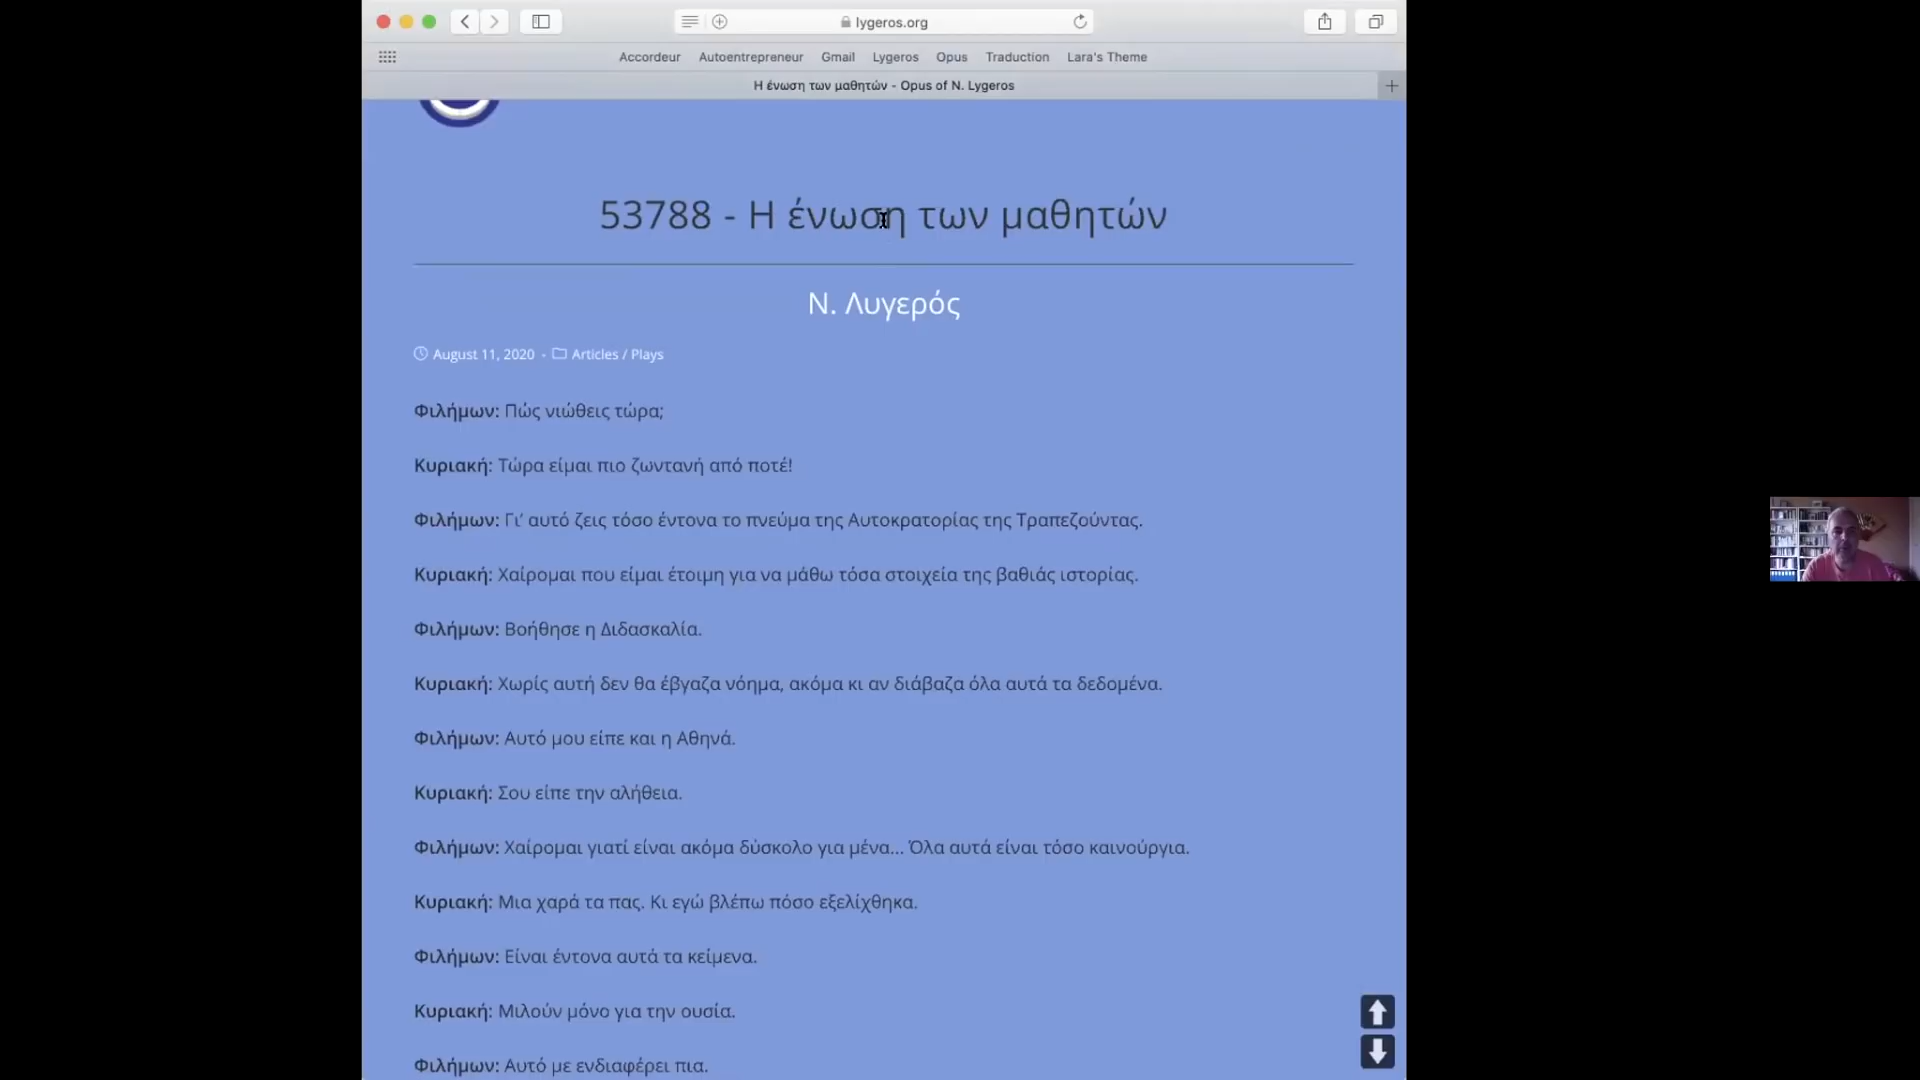 lygeros.org
Accordeur Autoentrepreneur Gmail Lygeros Opus Traduction Lara's Theme
Η ένωση των μαθητών - Opus of N. Lygeros
53788 - Η ένωση των μαθητών
Ν. Λυγερός
August 11, 2020 - Articles / Plays
Φιλήμων: Πώς νιώθεις τώρα;
Κυριακή: Τώρα είμαι πιο ζωντανή από ποτέ!
Φιλήμων: Γι’ αυτό ζεις τόσο έντονα το πνεύμα της Αυτοκρατορίας της Τραπεζούντας.
Κυριακή: Χαίρομαι που είμαι έτοιμη για να μάθω τόσα στοιχεία της βαθιάς ιστορίας.
Φιλήμων: Βοήθησε η Διδασκαλία.
Κυριακή: Χωρίς αυτή δεν θα έβγαζα νόημα, ακόμα κι αν διάβαζα όλα αυτά τα δεδομένα.
Φιλήμων: Αυτό μου είπε και η Αθηνά.
Κυριακή: Σου είπε την αλήθεια.
Φιλήμων: Χαίρομαι γιατί είναι ακόμα δύσκολο για μένα... Όλα αυτά είναι τόσο καινούργια.
Κυριακή: Μια χαρά τα πας. Κι εγώ βλέπω πόσο εξελίχθηκα.
Φιλήμων: Είναι έντονα αυτά τα κείμενα.
Κυριακή: Μιλούν μόνο για την ουσία.
Φιλήμων: Αυτό με ενδιαφέρει πια.